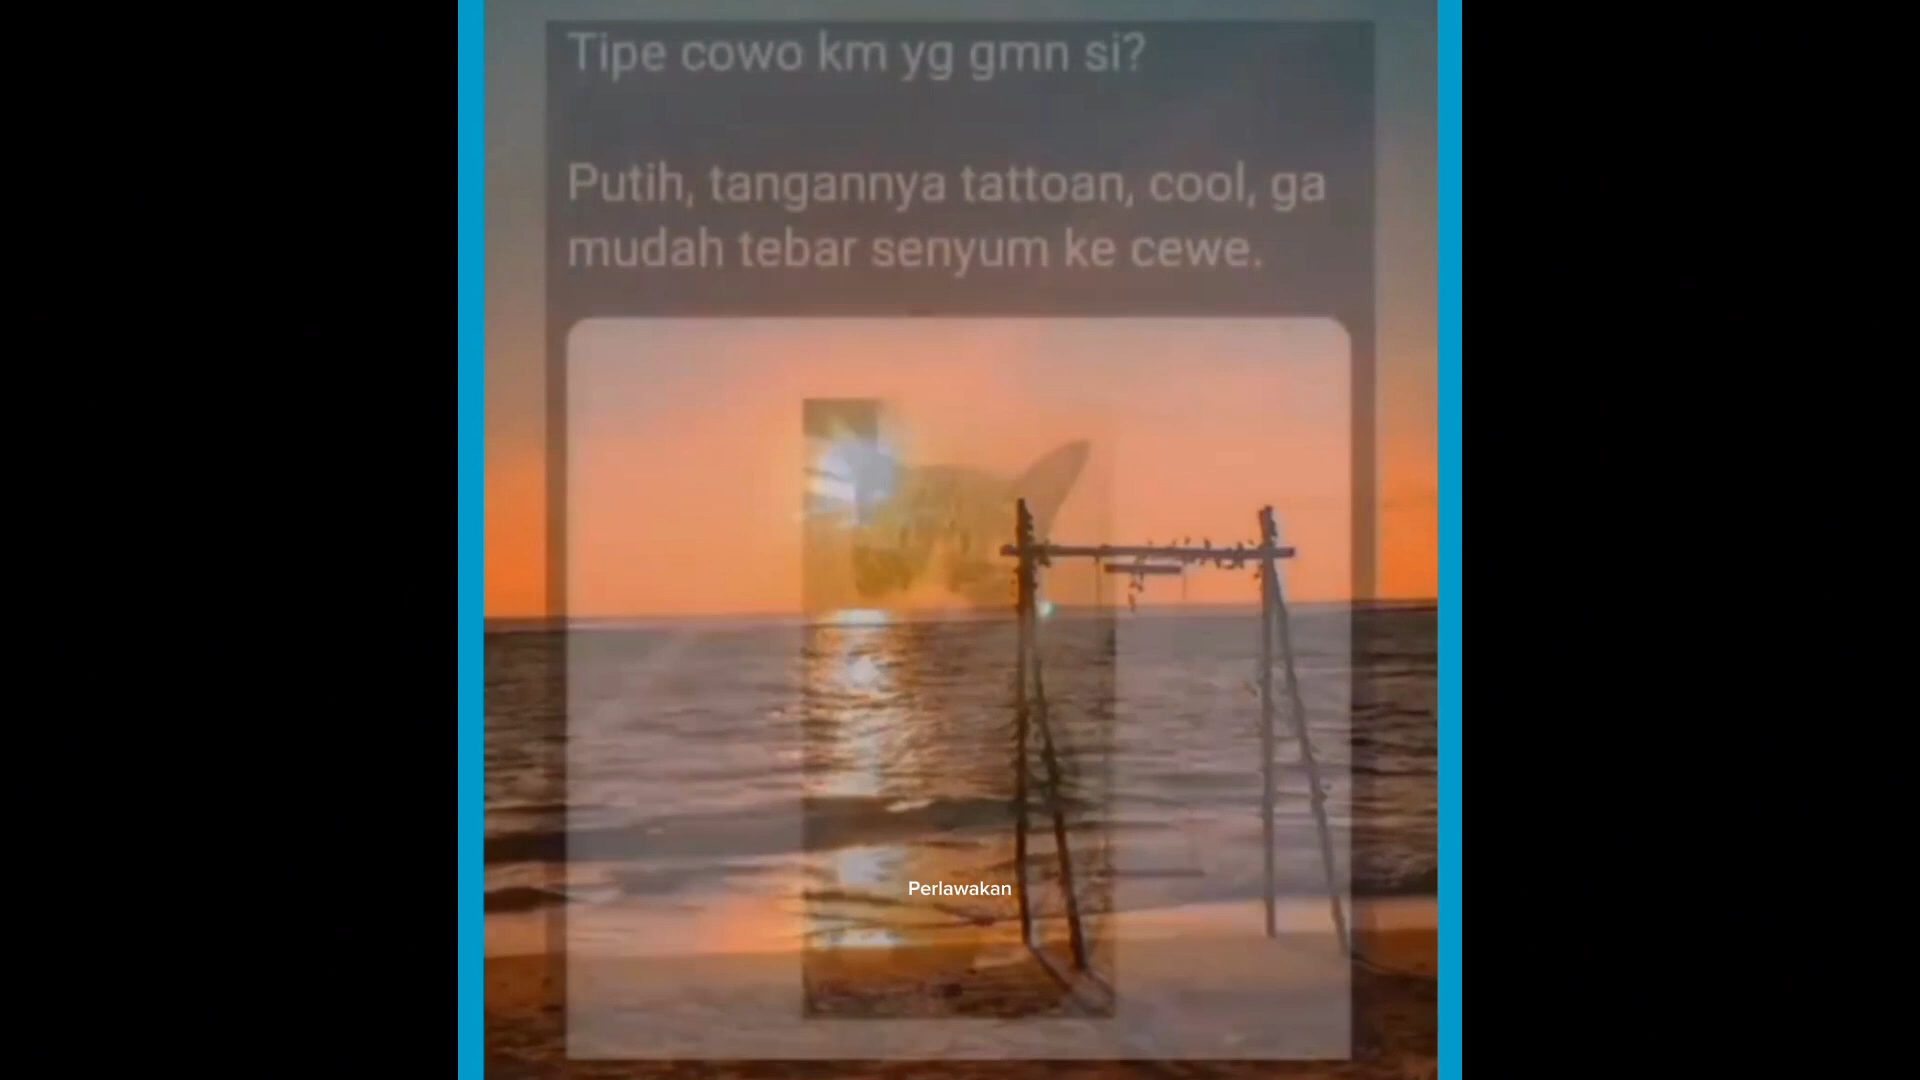 Tipe cowo km yg gmn si?
Putih, tangannya tattoan, cool, ga
mudah tebar senyum ke cewe.
Perlawakan